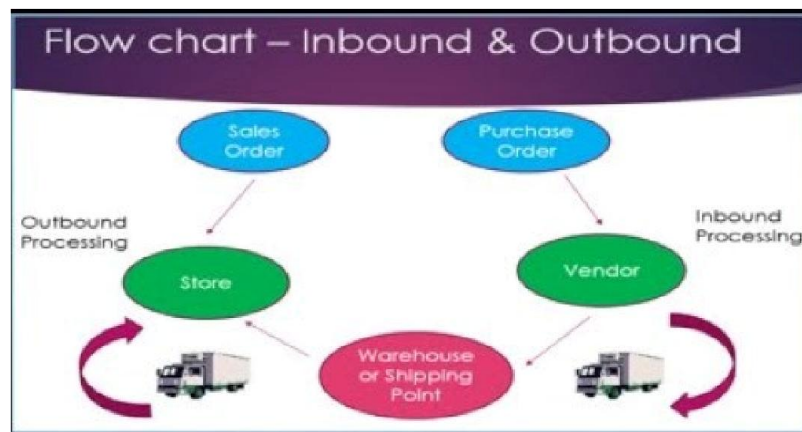 Flow chart – Inbound & Outbound
Sales
Order
Purchase
Order
Outbound
Processing
Inbound
Processing
Store
Vendor
Warehouse
or Shipping
Point